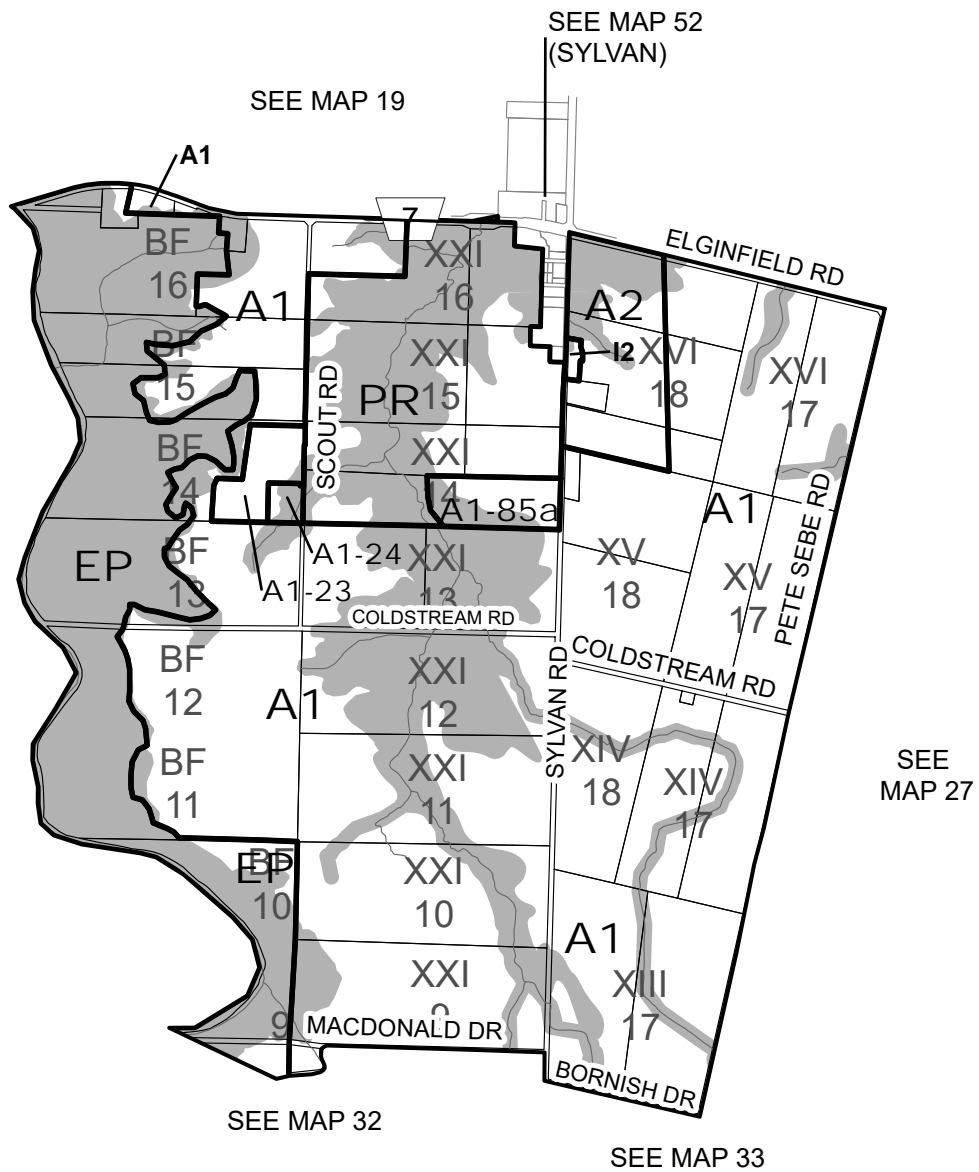 SEE MAP 52
(SYLVAN)
SEE MAP 19
A1
7
BF
16
XXI
16
ELGINFIELD RD
A1
A2
BF
15
XXI
15
I2
XVI
18
XVI
17
PR
SCOUT RD
BF
14
XXI
14
A1-85a
A1
PETE SEBE RD
EP
BF
13
A1-24
A1-23
XXI
13
XV
18
XV
17
COLDSTREAM RD
COLDSTREAM RD
BF
12
A1
XXI
12
SYLVAN RD
XIV
18
XIV
17
BF
11
XXI
11
SEE
MAP 27
EP
BF
10
XXI
10
A1
XXI
9
XIII
17
9
MACDONALD DR
BORNISH DR
SEE MAP 32
SEE MAP 33